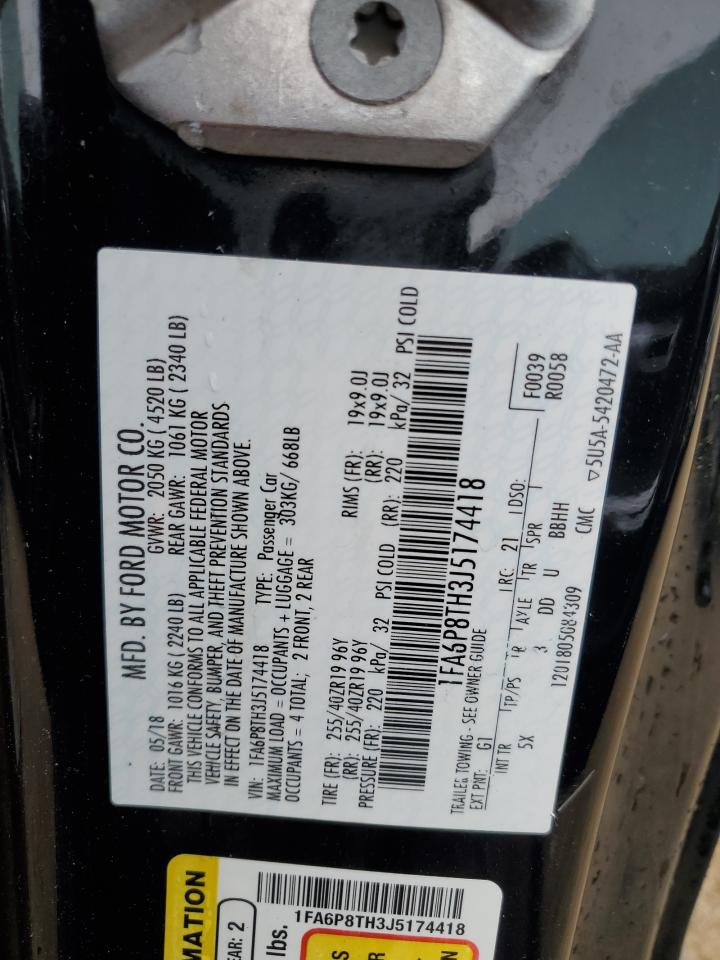 MFD. BY FORD MOTOR CO.
DATE: 05/18 GVWR: 2050 KG ( 4520 LB)
FRONT GAWR: 1016 KG ( 2240 LB) REAR GAWR: 1061 KG ( 2340 LB)
THIS VEHICLE CONFORMS TO ALL APPLICABLE FEDERAL MOTOR
VEHICLE SAFETY, BUMPER, AND THEFT PREVENTION STANDARDS
IN EFFECT ON THE DATE OF MANUFACTURE SHOWN ABOVE.
VIN: 1FA6P8TH3J5174418 TYPE: Passenger Car
MAXIMUM LOAD = OCCUPANTS + LUGGAGE = 303KG/ 668LB
OCCUPANTS = 4 TOTAL; 2 FRONT, 2 REAR
TIRE (FR): 255/40ZR19 96Y RIMS (FR): 19x9.0J
(RR): 255/40ZR19 96Y (RR): 19x9.0J
PRESSURE (FR): 220 kPa/ 32 PSI COLD (RR): 220 kPa/ 32 PSI COLD
1FA6P8TH3J5174418
TRAILER TOWING - SEE OWNER GUIDE
EXT PNT: G1 RC: 21 DSO:
INT TR TP/PS R AXLE TR SPR F0039
5X 3 DD U BBHH R0058
1201805084309 CMC 5U5A-5420472-AA
MATION
EAR: 2
lbs.
1FA6P8TH3J5174418
S
R
N